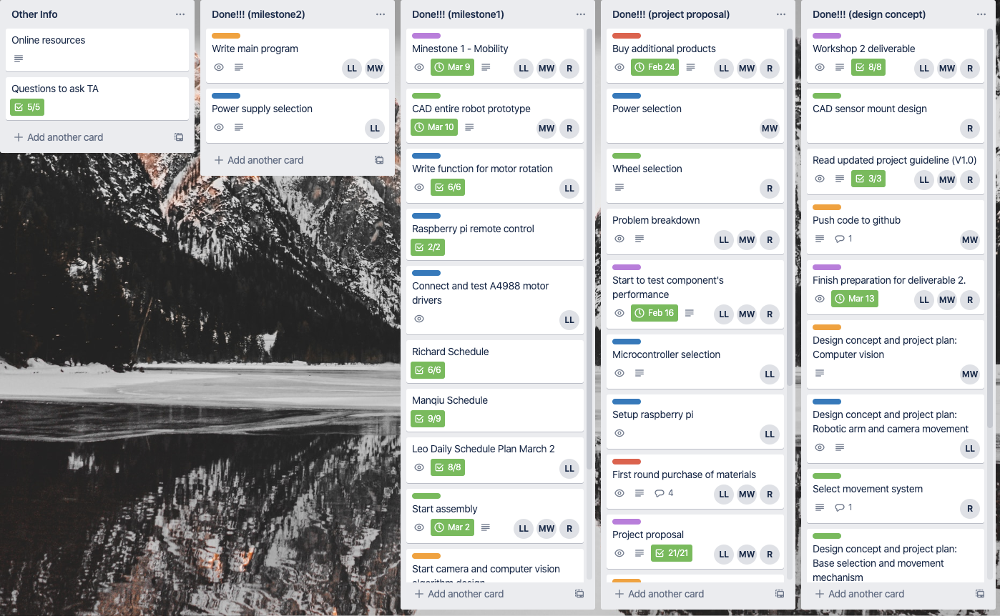 Other Info
Online resources
Questions to ask TA
5/5
Add another card
Done!!! (milestone2)
Write main program
LL MW
Power supply selection
LL
Add another card
Done!!! (milestone1)
Minestone 1 - Mobility
Mar 9 LL MW R
CAD entire robot prototype
Mar 10 MW R
Write function for motor rotation
6/6 LL
Raspberry pi remote control
2/2
Connect and test A4988 motor
drivers
LL
Richard Schedule
6/6
Manqiu Schedule
9/9
Leo Daily Schedule Plan March 2
8/8 LL
Start assembly
Mar 2 LL MW R
Start camera and computer vision
algorithm design
Add another card
Done!!! (project proposal)
Buy additional products
Feb 24 LL MW R
Power selection
MW
Wheel selection
R
Problem breakdown
LL MW R
Start to test component's
performance
Feb 16 LL MW R
Microcontroller selection
LL
Setup raspberry pi
LL
First round purchase of materials
4 LL MW R
Project proposal
21/21 LL MW R
Add another card
Done!!! (design concept)
Workshop 2 deliverable
8/8 LL MW R
CAD sensor mount design
R
Read updated project guideline (V1.0)
3/3 LL MW R
Push code to github
1 MW
Finish preparation for deliverable 2.
Mar 13 LL MW R
Design concept and project plan:
Computer vision
MW
Design concept and project plan:
Robotic arm and camera movement
LL
Select movement system
1 R
Design concept and project plan:
Base selection and movement
mechanism
Add another card